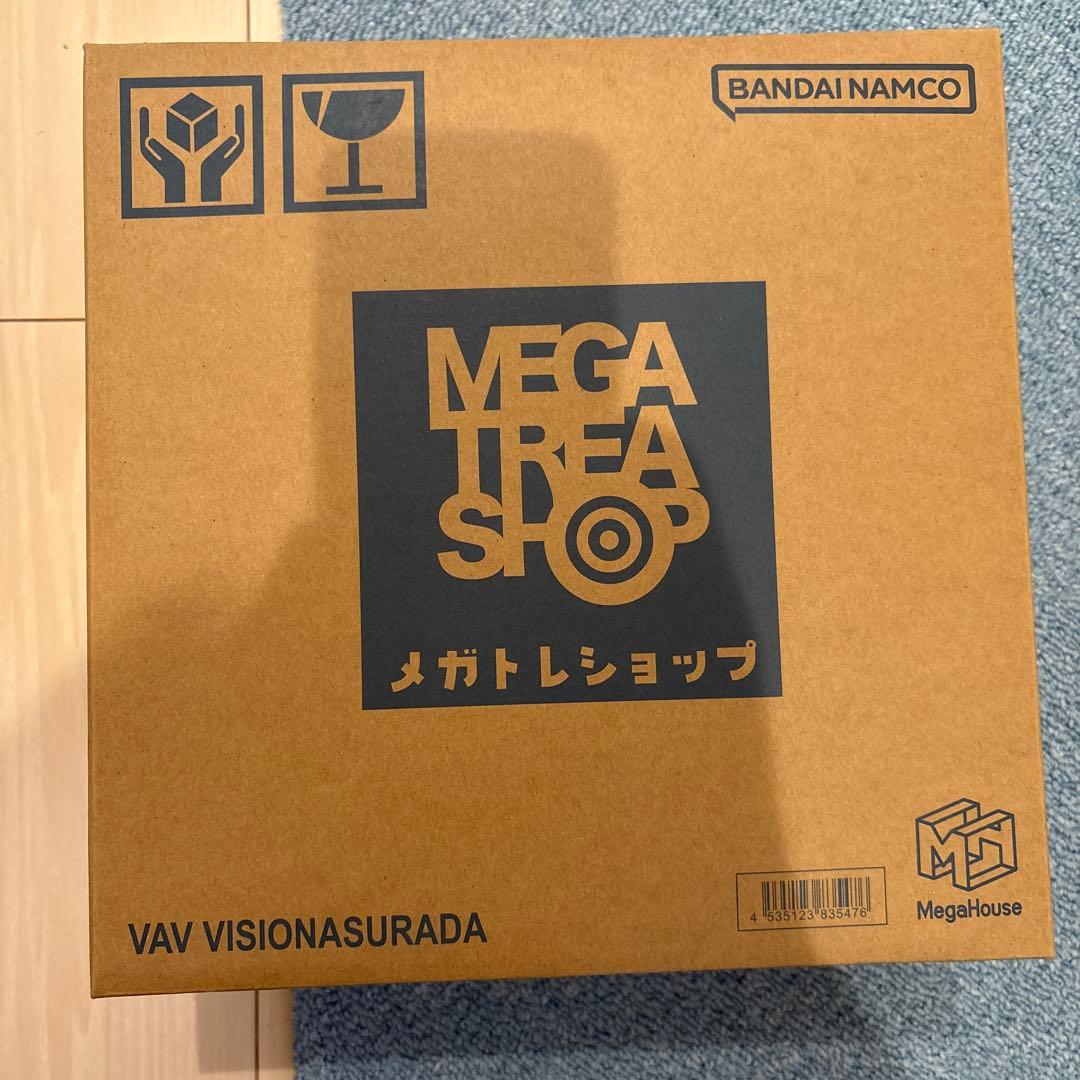 BANDAI NAMCO
MEGA
TREA
SHOP
メガトレショップ
4 535123 835476
MegaHouse
VAV VISIONASURADA